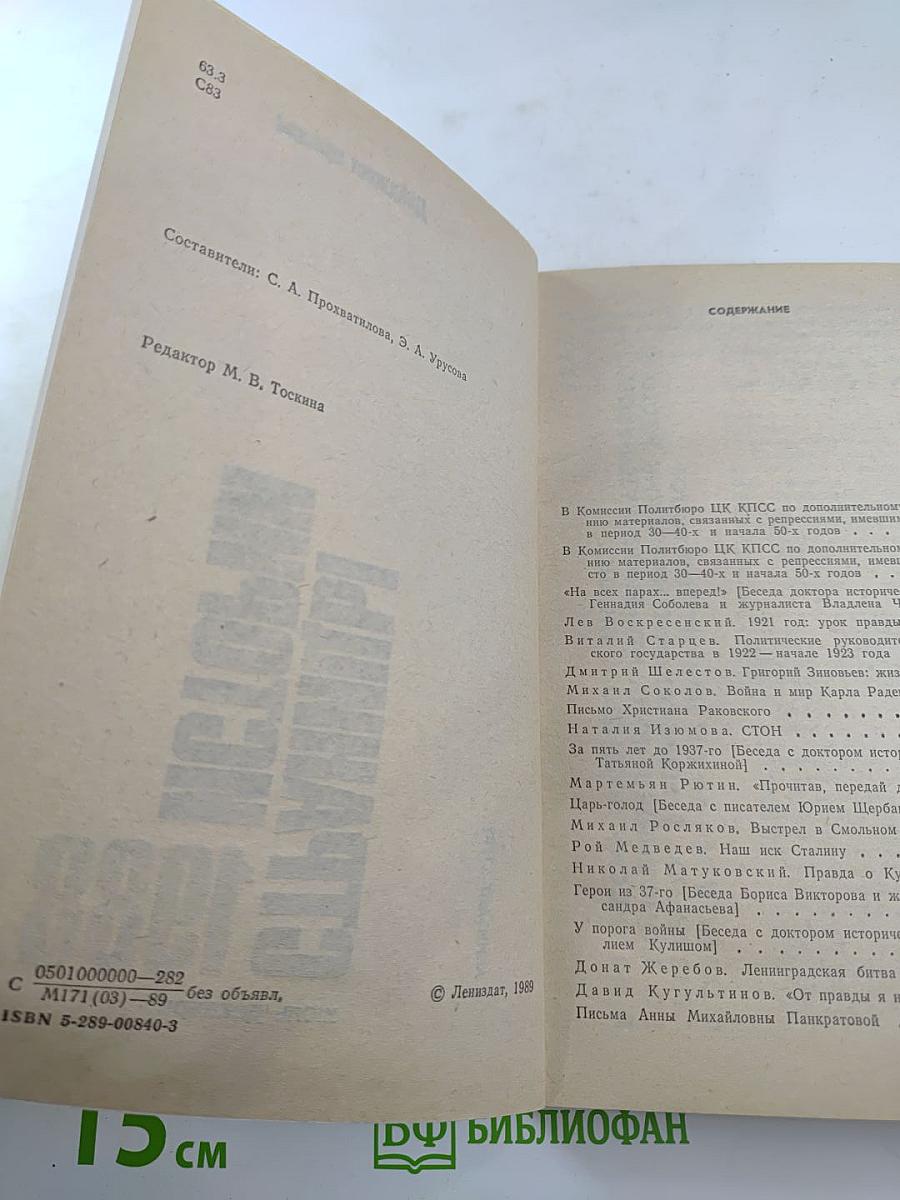 63.3
С83
Составители: С. А. Прохватилова, Э. А. Урусова
Редактор М. В. Тоскина
С 0501000000—282
М171(03)—89 без объявл,
ISBN 5-289-00840-3
© Лениздат, 1989
СОДЕРЖАНИЕ
В Комиссии Политбюро ЦК КПСС по дополнительному
нию материалов, связанных с репрессиями, имевшим
в период 30—40-х и начала 50-х годов . . .
В Комиссии Политбюро ЦК КПСС по дополнительном
нию материалов, связанных с репрессиями, имевш
сто в период 30—40-х и начала 50-х годов . .
«На всех парах... вперед!» [Беседа доктора историче
Геннадия Соболева и журналиста Владлена Ч
Лев Воскресенский. 1921 год: урок правды
Виталий Старцев. Политические руководит
ского государства в 1922 — начале 1923 года
Дмитрий Шелестов. Григорий Зиновьев: жиз
Михаил Соколов. Война и мир Карла Раде
Письмо Христиана Раковского . . . . . . .
Наталия Изюмова. СТОН . . . . . . .
За пять лет до 1937-го [Беседа с доктором истор
Татьяной Коржихиной] . . . . . . . .
Мартемьян Рютин. «Прочитав, передай д
Царь-голод [Беседа с писателем Юрием Щерба
Михаил Росляков. Выстрел в Смольном
Рой Медведев. Наш иск Сталину . . .
Николай Матуковский. Правда о Ку
Герои из 37-го [Беседа Бориса Викторова и ж
сандра Афанасьева] . . . . . . . .
У порога войны [Беседа с доктором историче
лием Кулишом] . . . . . . . . .
Донат Жеребов. Ленинградская битва
Давид Кугультинов. «От правды я н
Письма Анны Михайловны Панкратовой .
15 см
БФ БИБЛИОФАН